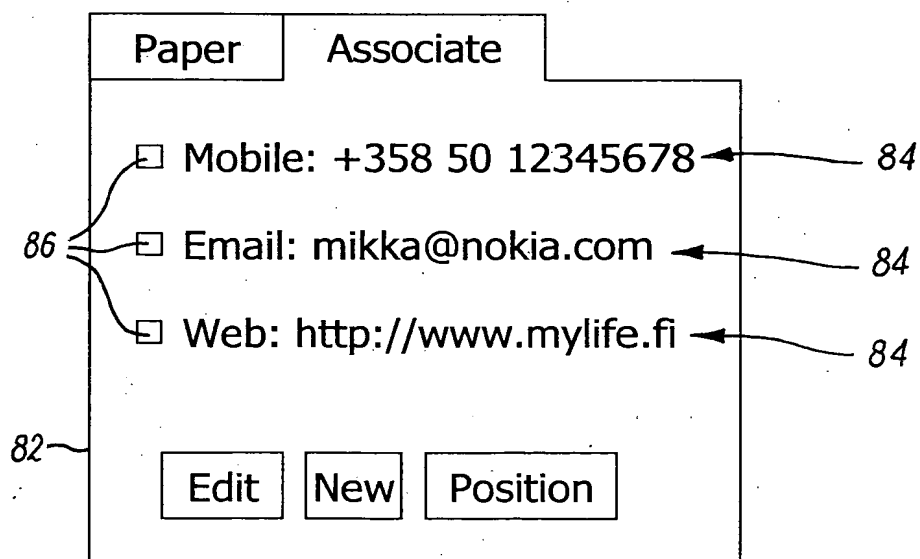 Paper Associate
Mobile: +358 50 12345678 84
86 Email: mikka@nokia.com 84
Web: http://www.mylife.fi 84
82
Edit New Position